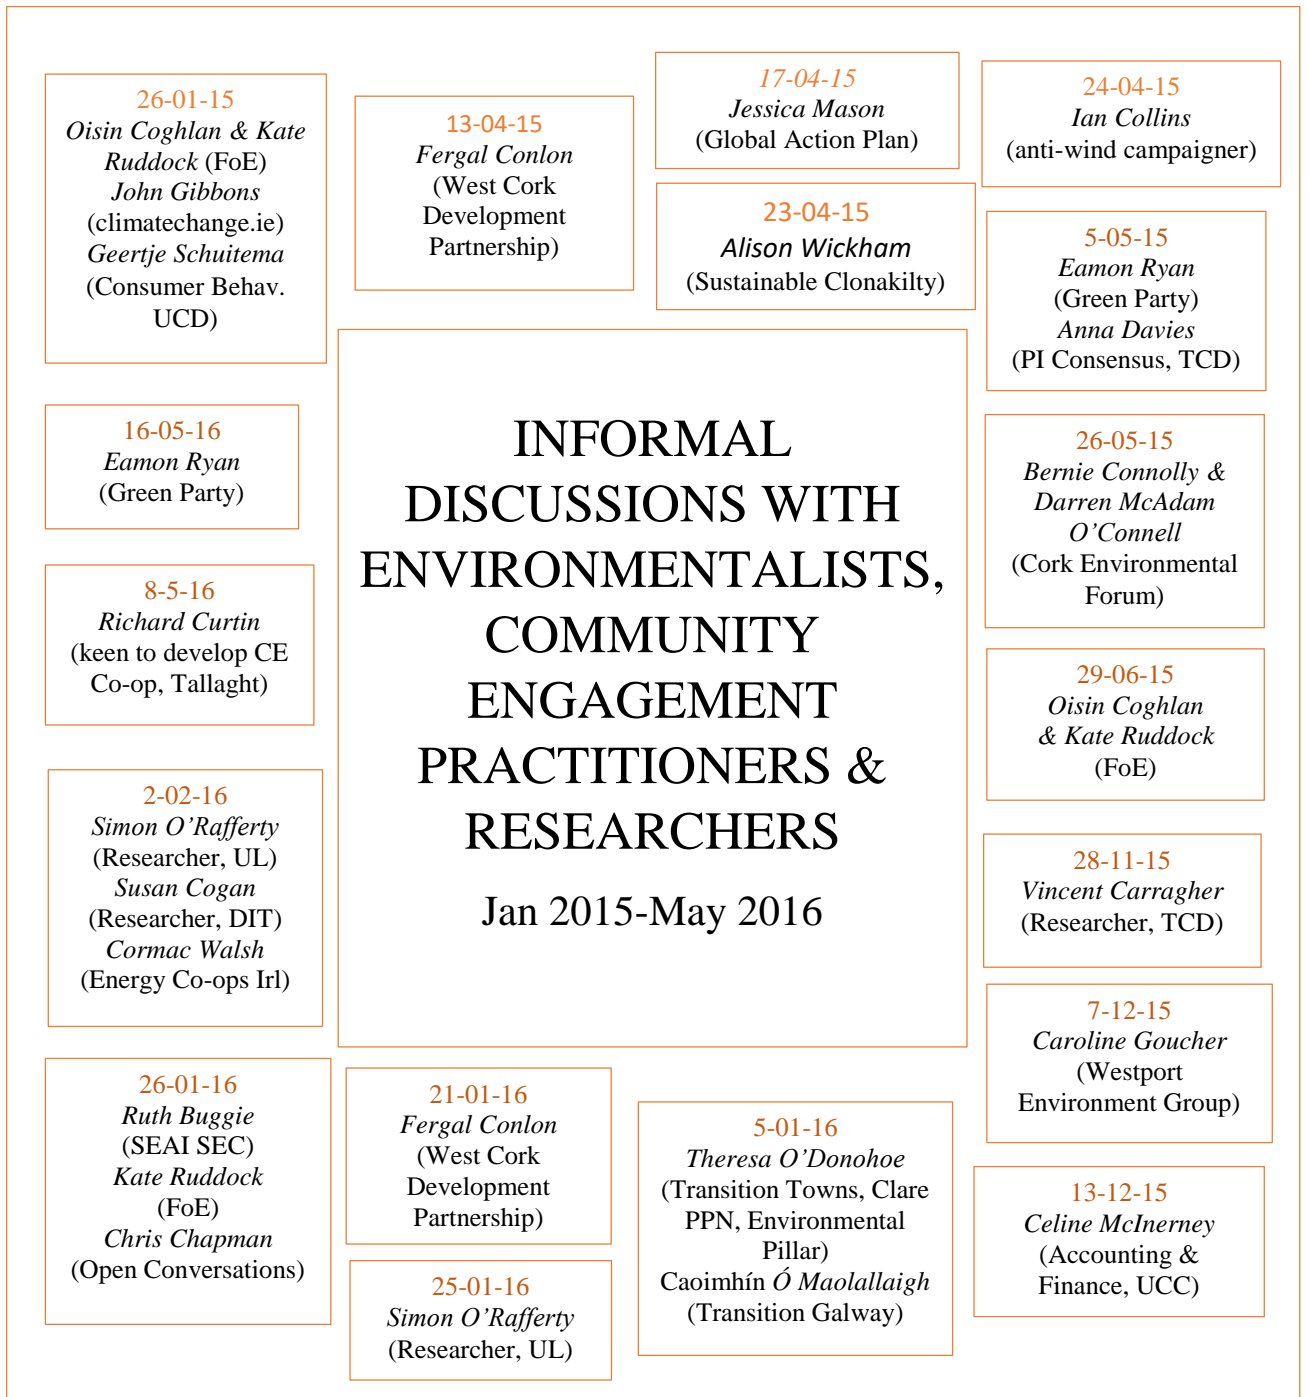 26-01-15
Oisin Coghlan & Kate
Ruddock (FoE)
John Gibbons
(climatechange.ie)
Geertje Schuitema
(Consumer Behav.
UCD)
13-04-15
Fergal Conlon
(West Cork
Development
Partnership)
17-04-15
Jessica Mason
(Global Action Plan)
23-04-15
Alison Wickham
(Sustainable Clonakilty)
24-04-15
Ian Collins
(anti-wind campaigner)
5-05-15
Eamon Ryan
(Green Party)
Anna Davies
(PI Consensus, TCD)
26-05-15
Bernie Connolly &
Darren McAdam
O’Connell
(Cork Environmental
Forum)
29-06-15
Oisin Coghlan
& Kate Ruddock
(FoE)
28-11-15
Vincent Carragher
(Researcher, TCD)
7-12-15
Caroline Goucher
(Westport
Environment Group)
13-12-15
Celine McInerney
(Accounting &
Finance, UCC)
5-01-16
Theresa O’Donohoe
(Transition Towns, Clare
PPN, Environmental
Pillar)
Caoimhín Ó Maolallaigh
(Transition Galway)
21-01-16
Fergal Conlon
(West Cork
Development
Partnership)
25-01-16
Simon O’Rafferty
(Researcher, UL)
26-01-16
Ruth Buggie
(SEAI SEC)
Kate Ruddock
(FoE)
Chris Chapman
(Open Conversations)
2-02-16
Simon O’Rafferty
(Researcher, UL)
Susan Cogan
(Researcher, DIT)
Cormac Walsh
(Energy Co-ops Irl)
8-5-16
Richard Curtin
(keen to develop CE
Co-op, Tallaght)
16-05-16
Eamon Ryan
(Green Party)
INFORMAL
DISCUSSIONS WITH
ENVIRONMENTALISTS,
COMMUNITY
ENGAGEMENT
PRACTITIONERS &
RESEARCHERS
Jan 2015-May 2016